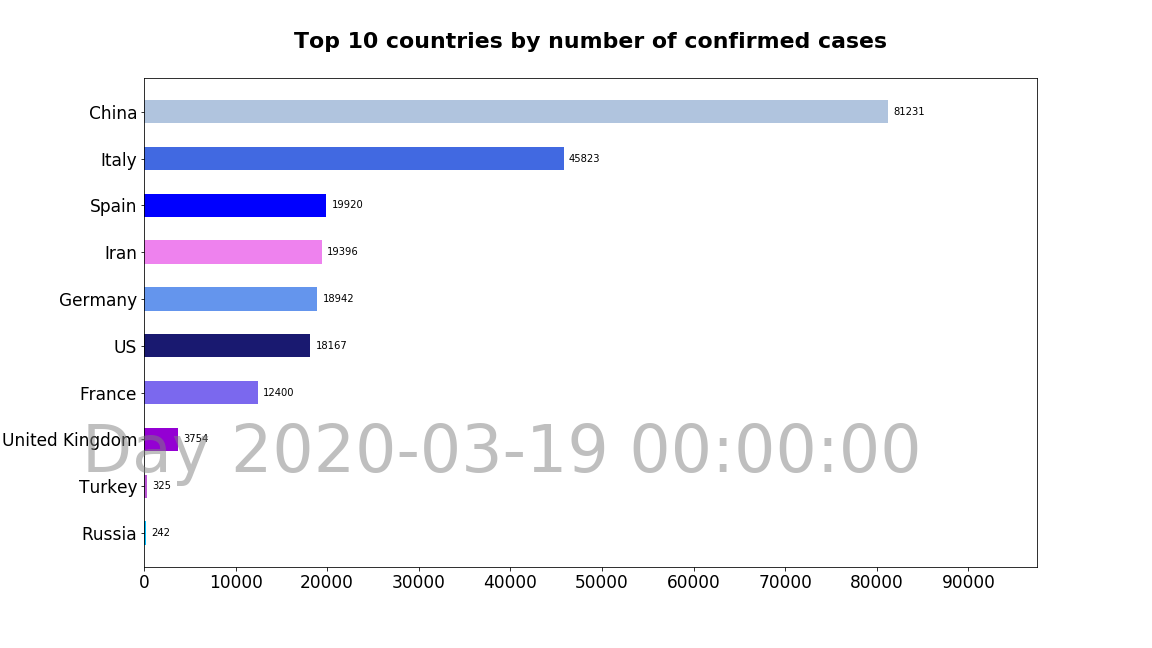 Top 10 countries by number of confirmed cases
China 81231
Italy 45823
Spain 19920
Iran 19396
Germany 18942
US 18167
France 12400
United Kingdom 3754
Day 2020-03-19 00:00:00
Turkey 325
Russia 242
0 10000 20000 30000 40000 50000 60000 70000 80000 90000